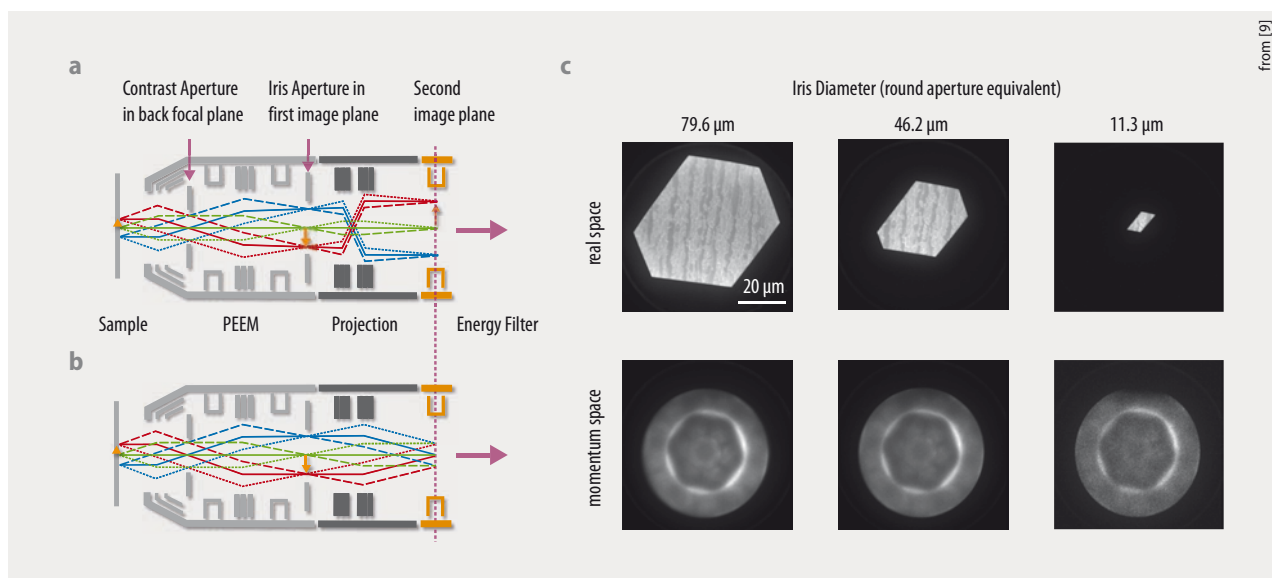 from [9]
a
Contrast Aperture
in back focal plane
Iris Aperture in
first image plane
Second
image plane
Sample
PEEM
Projection
Energy Filter
b
c
Iris Diameter (round aperture equivalent)
79.6 µm
46.2 µm
11.3 µm
real space
20 µm
momentum space